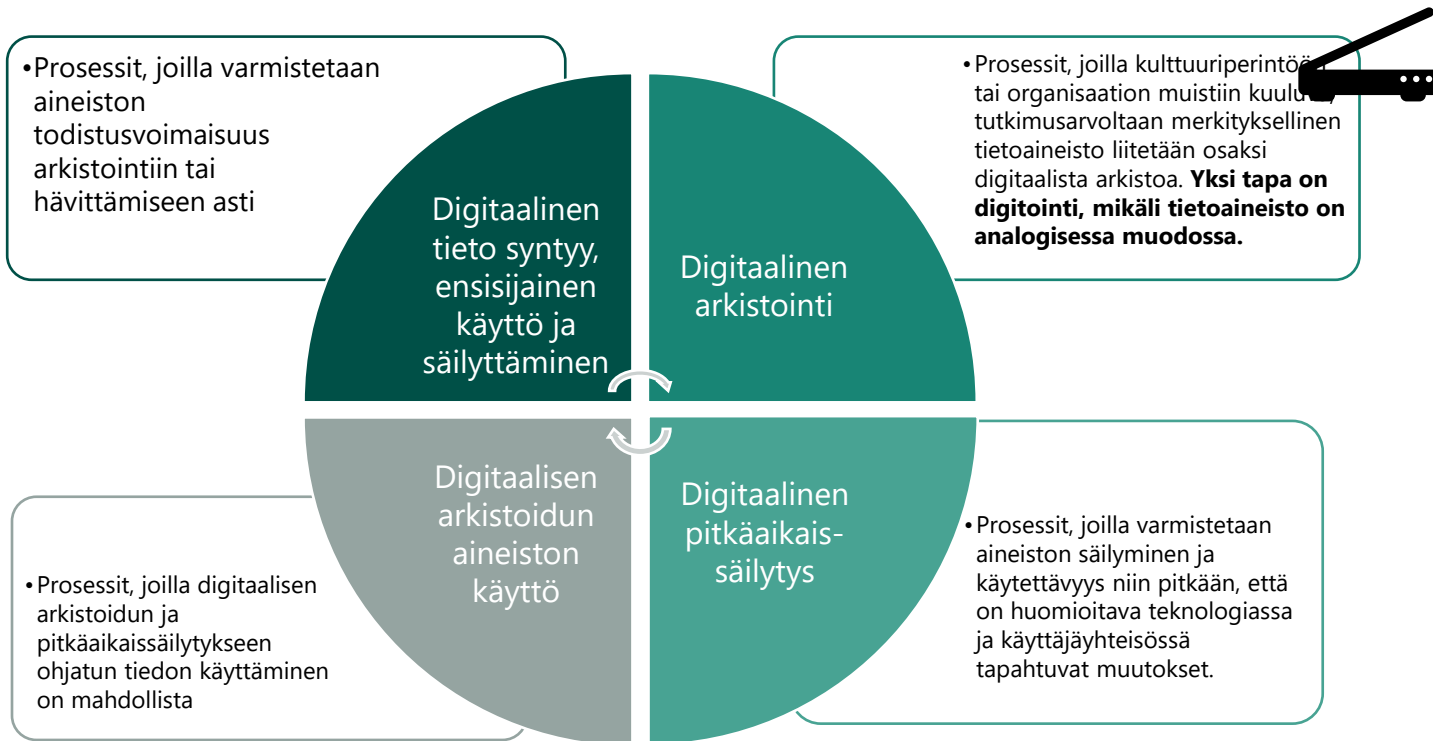 •Prosessit, joilla varmistetaan
aineiston
todistusvoimaisuus
arkistointiin tai
hävittämiseen asti
Digitaalinen
tieto syntyy,
ensisijainen
käyttö ja
säilyttäminen
•Prosessit, joilla
tai organisaation muistiin
tutkimusarvoltaan merkityksellinen
tietoaineisto liitetään osaksi
digitaalista arkistoa. Yksi tapa on
digitointi, mikäli tietoaineisto on
analogisessa muodossa.
Digitaalinen
arkistointi
Digitaalisen
arkistoidun
aineiston
käyttö
•Prosessit, joilla digitaalisen
arkistoidun ja
pitkäaikaissäilytykseen
ohjatun tiedon käyttäminen
on mahdollista
Digitaalinen
pitkäaikais-
säilytys
•Prosessit, joilla varmistetaan
aineiston säilyminen ja
käytettävyys niin pitkään, että
on huomioitava teknologiassa
ja käyttäjäyhteisössä
tapahtuvat muutokset.